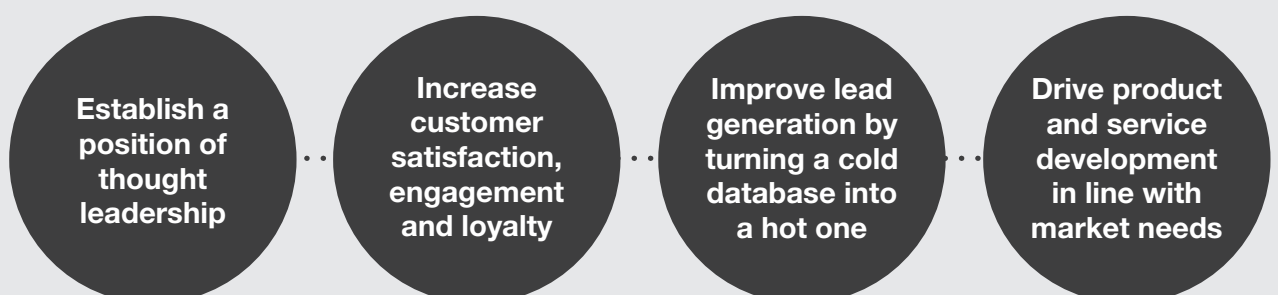 Establish a
position of
thought
leadership
Increase
customer
satisfaction,
engagement
and loyalty
Improve lead
generation by
turning a cold
database into
a hot one
Drive product
and service
development
in line with
market needs